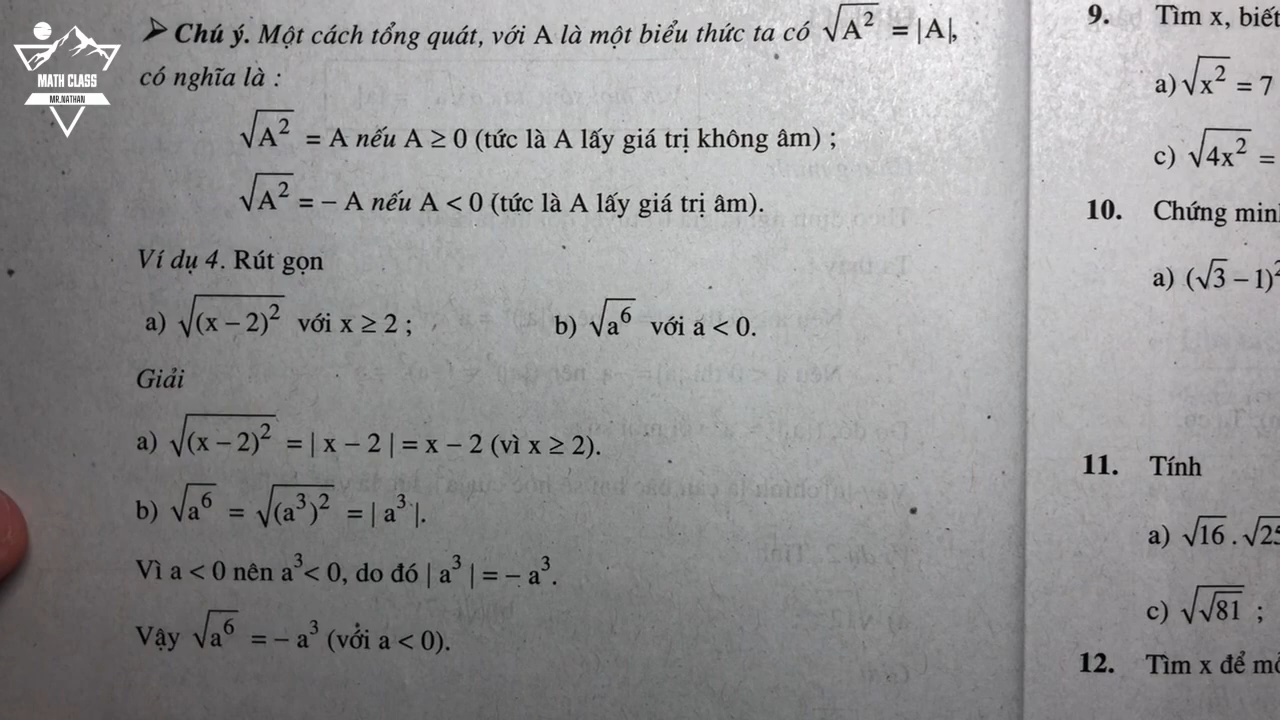 MATH CLASS
MR.NATHAN
➢ Chú ý. Một cách tổng quát, với A là một biểu thức ta có √A² = |A|,
có nghĩa là :
√A² = A nếu A ≥ 0 (tức là A lấy giá trị không âm) ;
√A² = – A nếu A < 0 (tức là A lấy giá trị âm).
Ví dụ 4. Rút gọn
a) √(x – 2)² với x ≥ 2 ; b) √a⁶ với a < 0.
Giải
a) √(x – 2)² = | x – 2 | = x – 2 (vì x ≥ 2).
b) √a⁶ = √(a³)² = | a³ |.
Vì a < 0 nên a³< 0, do đó | a³ | = – a³.
Vậy √a⁶ = – a³ (với a < 0).
9. Tìm x, biết
a) √x² = 7
c) √4x² =
10. Chứng minh
a) (√3 – 1)²
11. Tính
a) √16 . √25
c) √√81 ;
12. Tìm x để